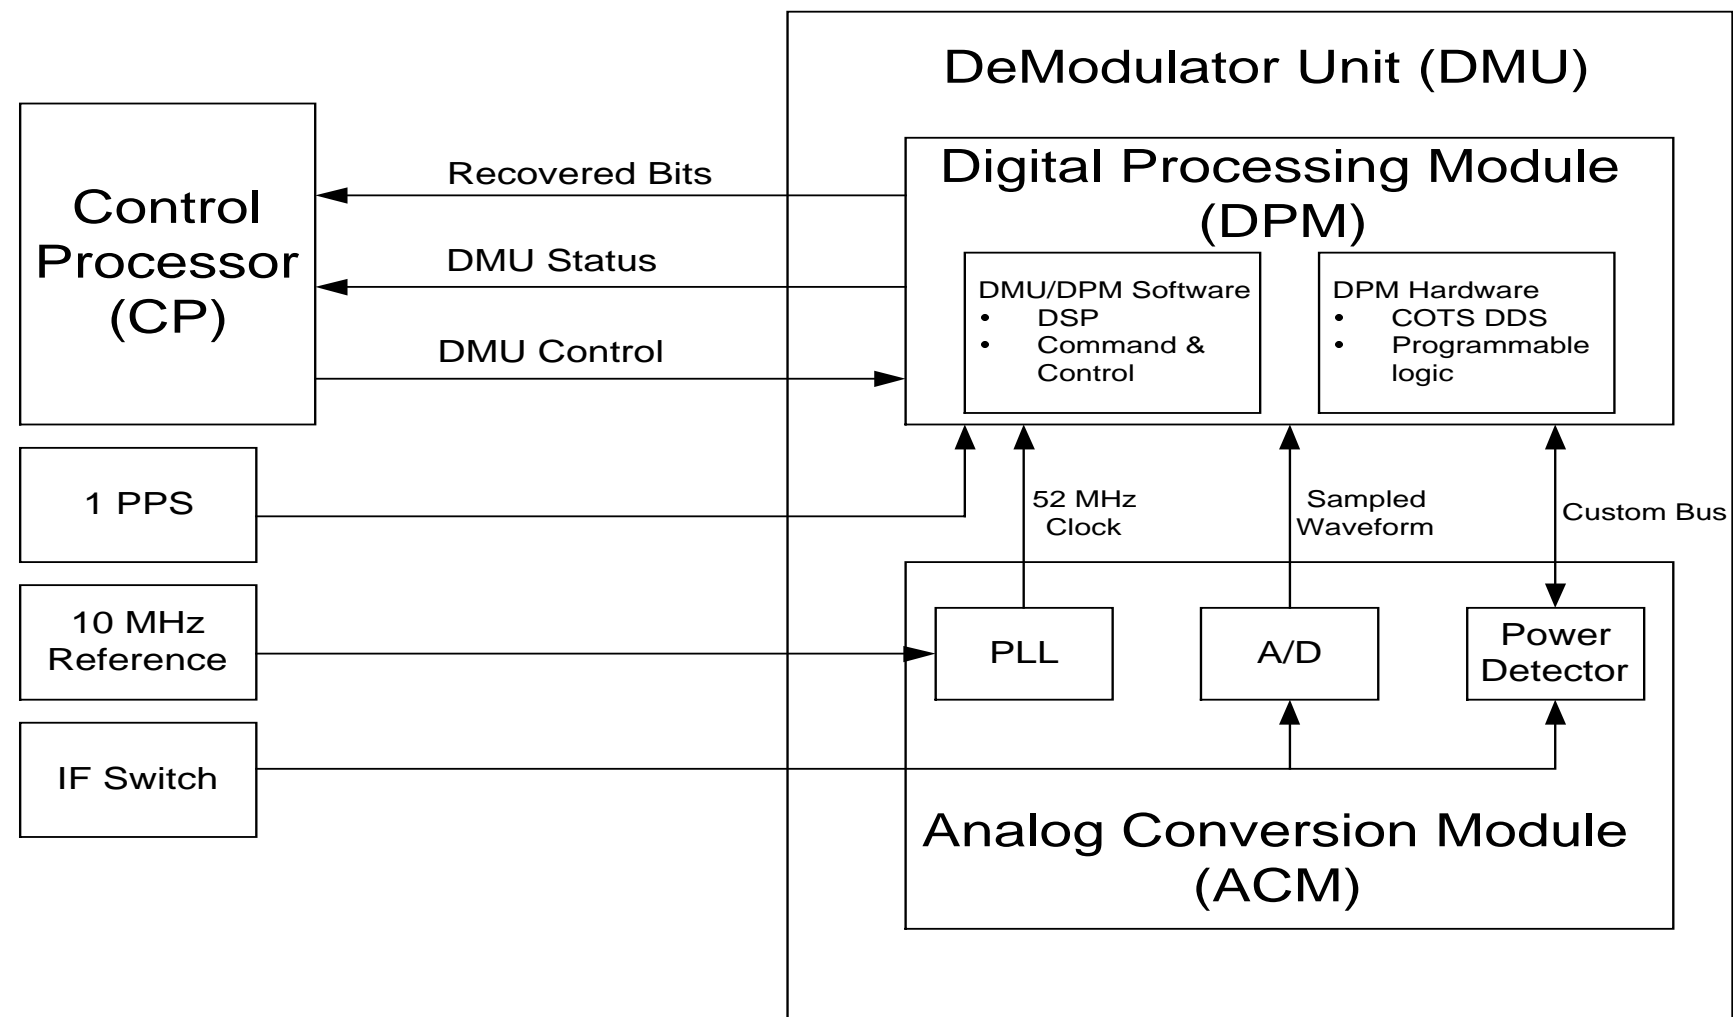 DeModulator Unit (DMU)
Control
Processor
(CP)
Recovered Bits
DMU Status
DMU Control
Digital Processing Module
(DPM)
DMU/DPM Software
• DSP
• Command &
Control
DPM Hardware
• COTS DDS
• Programmable
logic
1 PPS
52 MHz
Clock
Sampled
Waveform
Custom Bus
10 MHz
Reference
PLL
A/D
Power
Detector
IF Switch
Analog Conversion Module
(ACM)